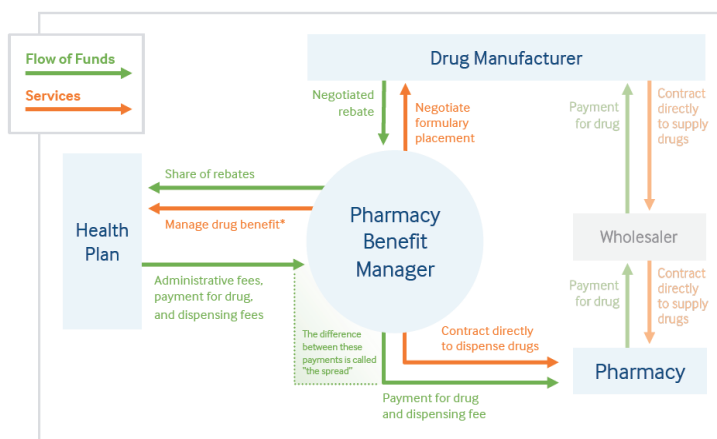 Flow of Funds
Services
Drug Manufacturer
Negotiated
rebate
Negotiate
formulary
placement
Payment
for drug
Contract
directly
to supply
drugs
Share of rebates
Manage drug benefit*
Health
Plan
Pharmacy
Benefit
Manager
Wholesaler
Administrative fees,
payment for drug,
and dispensing fees
Payment
for drug
Contract
directly
to supply
drugs
The difference
between these
payments is called
"the spread"
Contract directly
to dispense drugs
Pharmacy
Payment for drug
and dispensing fee